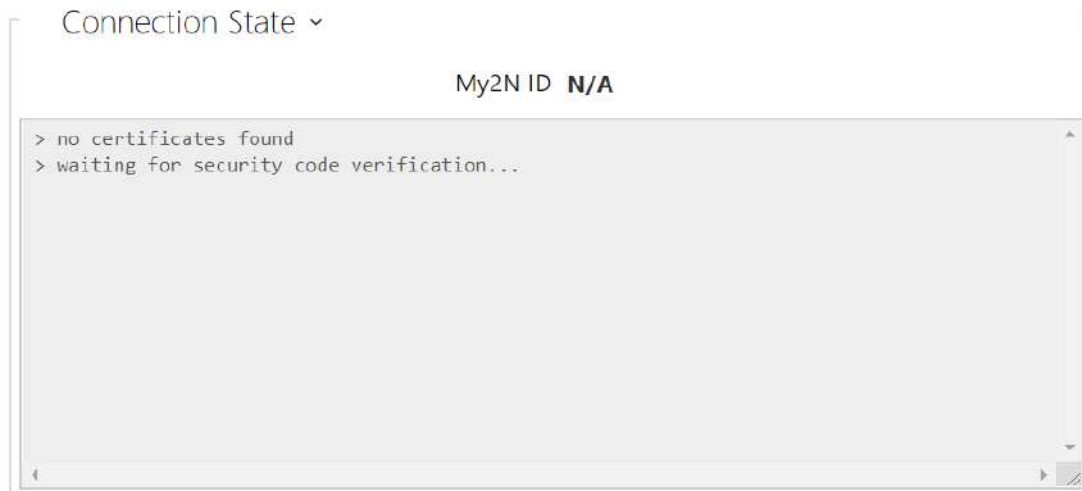 Connection State
My2N ID N/A
> no certificates found
> waiting for security code verification...